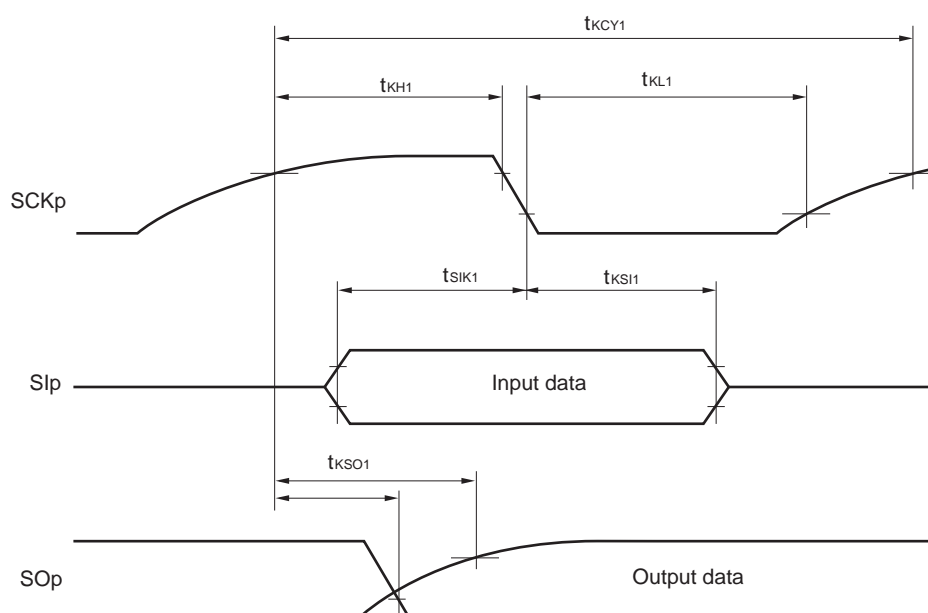 tKCY1
tKH1
tKL1
SCKp
tSIK1
tKSI1
SIp
Input data
tKSO1
SOp
Output data